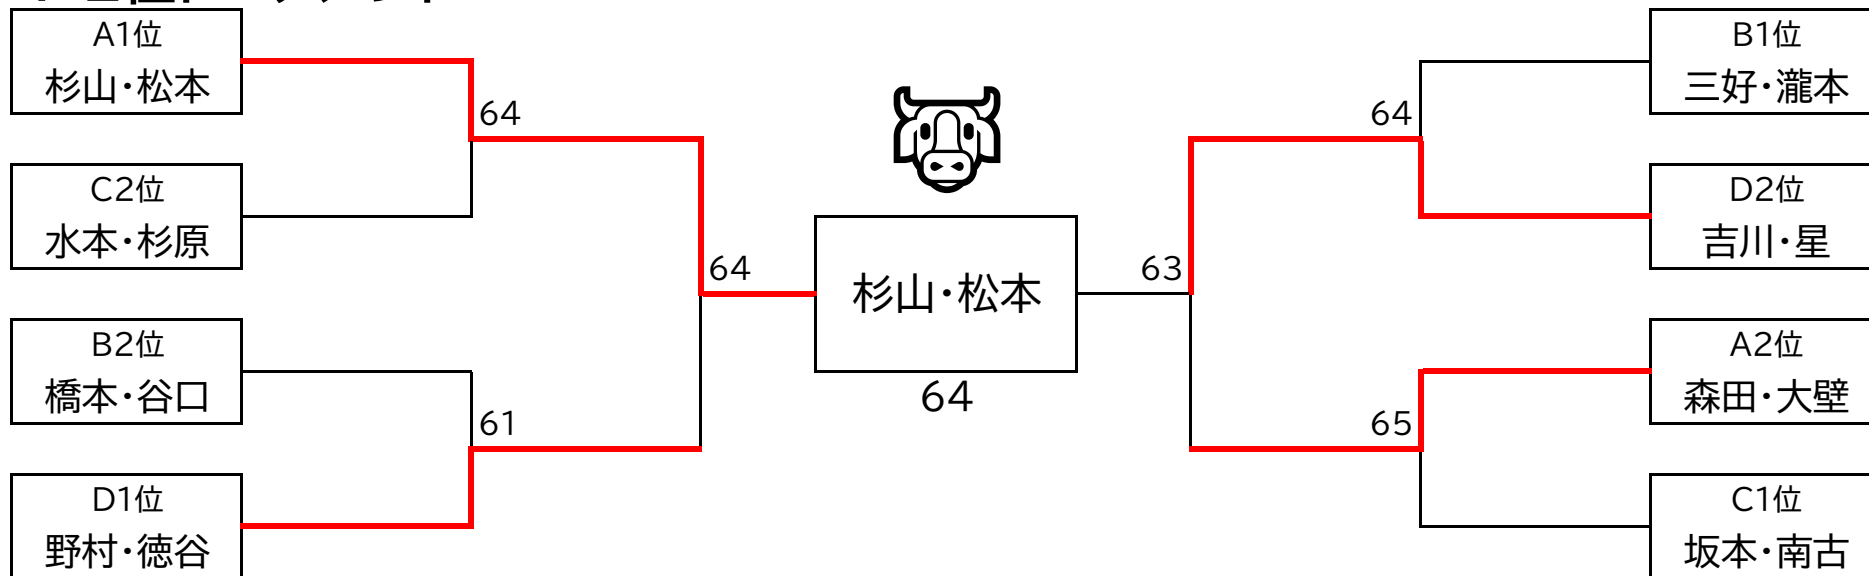 A1位
杉山・松本
64
C2位
水本・杉原
64
B2位
橋本・谷口
61
D1位
野村・徳谷
杉山・松本
64
B1位
三好・瀧本
64
D2位
吉川・星
63
A2位
森田・大壁
65
C1位
坂本・南古